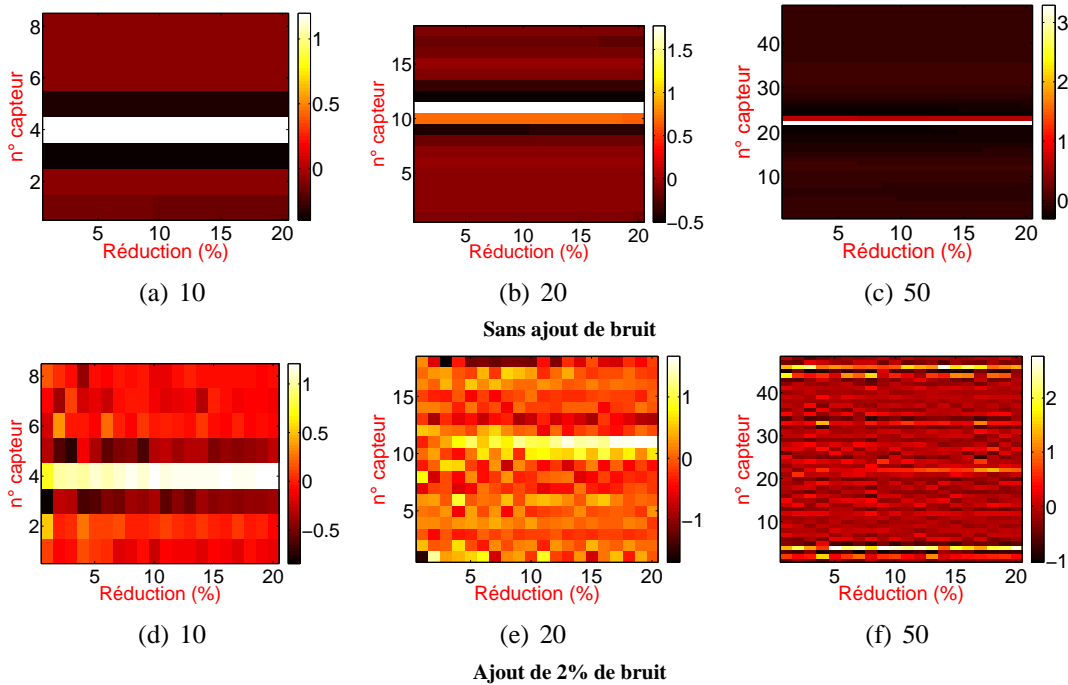 n° capteur
8
6
4
2
5 10 15 20
Réduction (%)
1
0.5
0
(a) 10
n° capteur
15
10
5
5 10 15 20
Réduction (%)
1.5
1
0.5
0
−0.5
(b) 20
n° capteur
40
30
20
10
5 10 15 20
Réduction (%)
3
2
1
0
(c) 50
Sans ajout de bruit
n° capteur
8
6
4
2
5 10 15 20
Réduction (%)
1
0.5
0
−0.5
(d) 10
n° capteur
15
10
5
5 10 15 20
Réduction (%)
1
0
−1
(e) 20
n° capteur
40
30
20
10
5 10 15 20
Réduction (%)
2
1
0
−1
(f) 50
Ajout de 2% de bruit